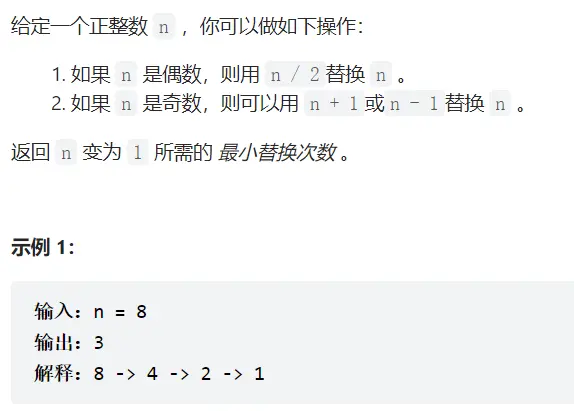 给定一个正整数 n ，你可以做如下操作：
1. 如果 n 是偶数，则用 n / 2替换 n 。
2. 如果 n 是奇数，则可以用 n + 1或n - 1替换 n 。
返回 n 变为 1 所需的 最小替换次数 。
示例 1：
输入：n = 8
输出：3
解释：8 -> 4 -> 2 -> 1